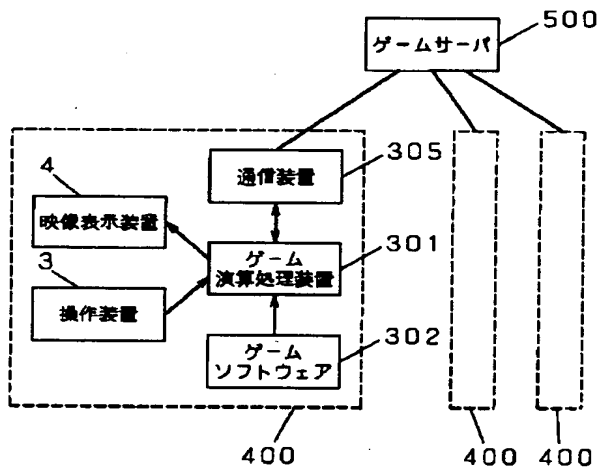 500
ゲームサーバ
305
通信装置
4
映像表示装置
301
ゲーム
演算処理装置
3
操作装置
302
ゲーム
ソフトウェア
400
400
400